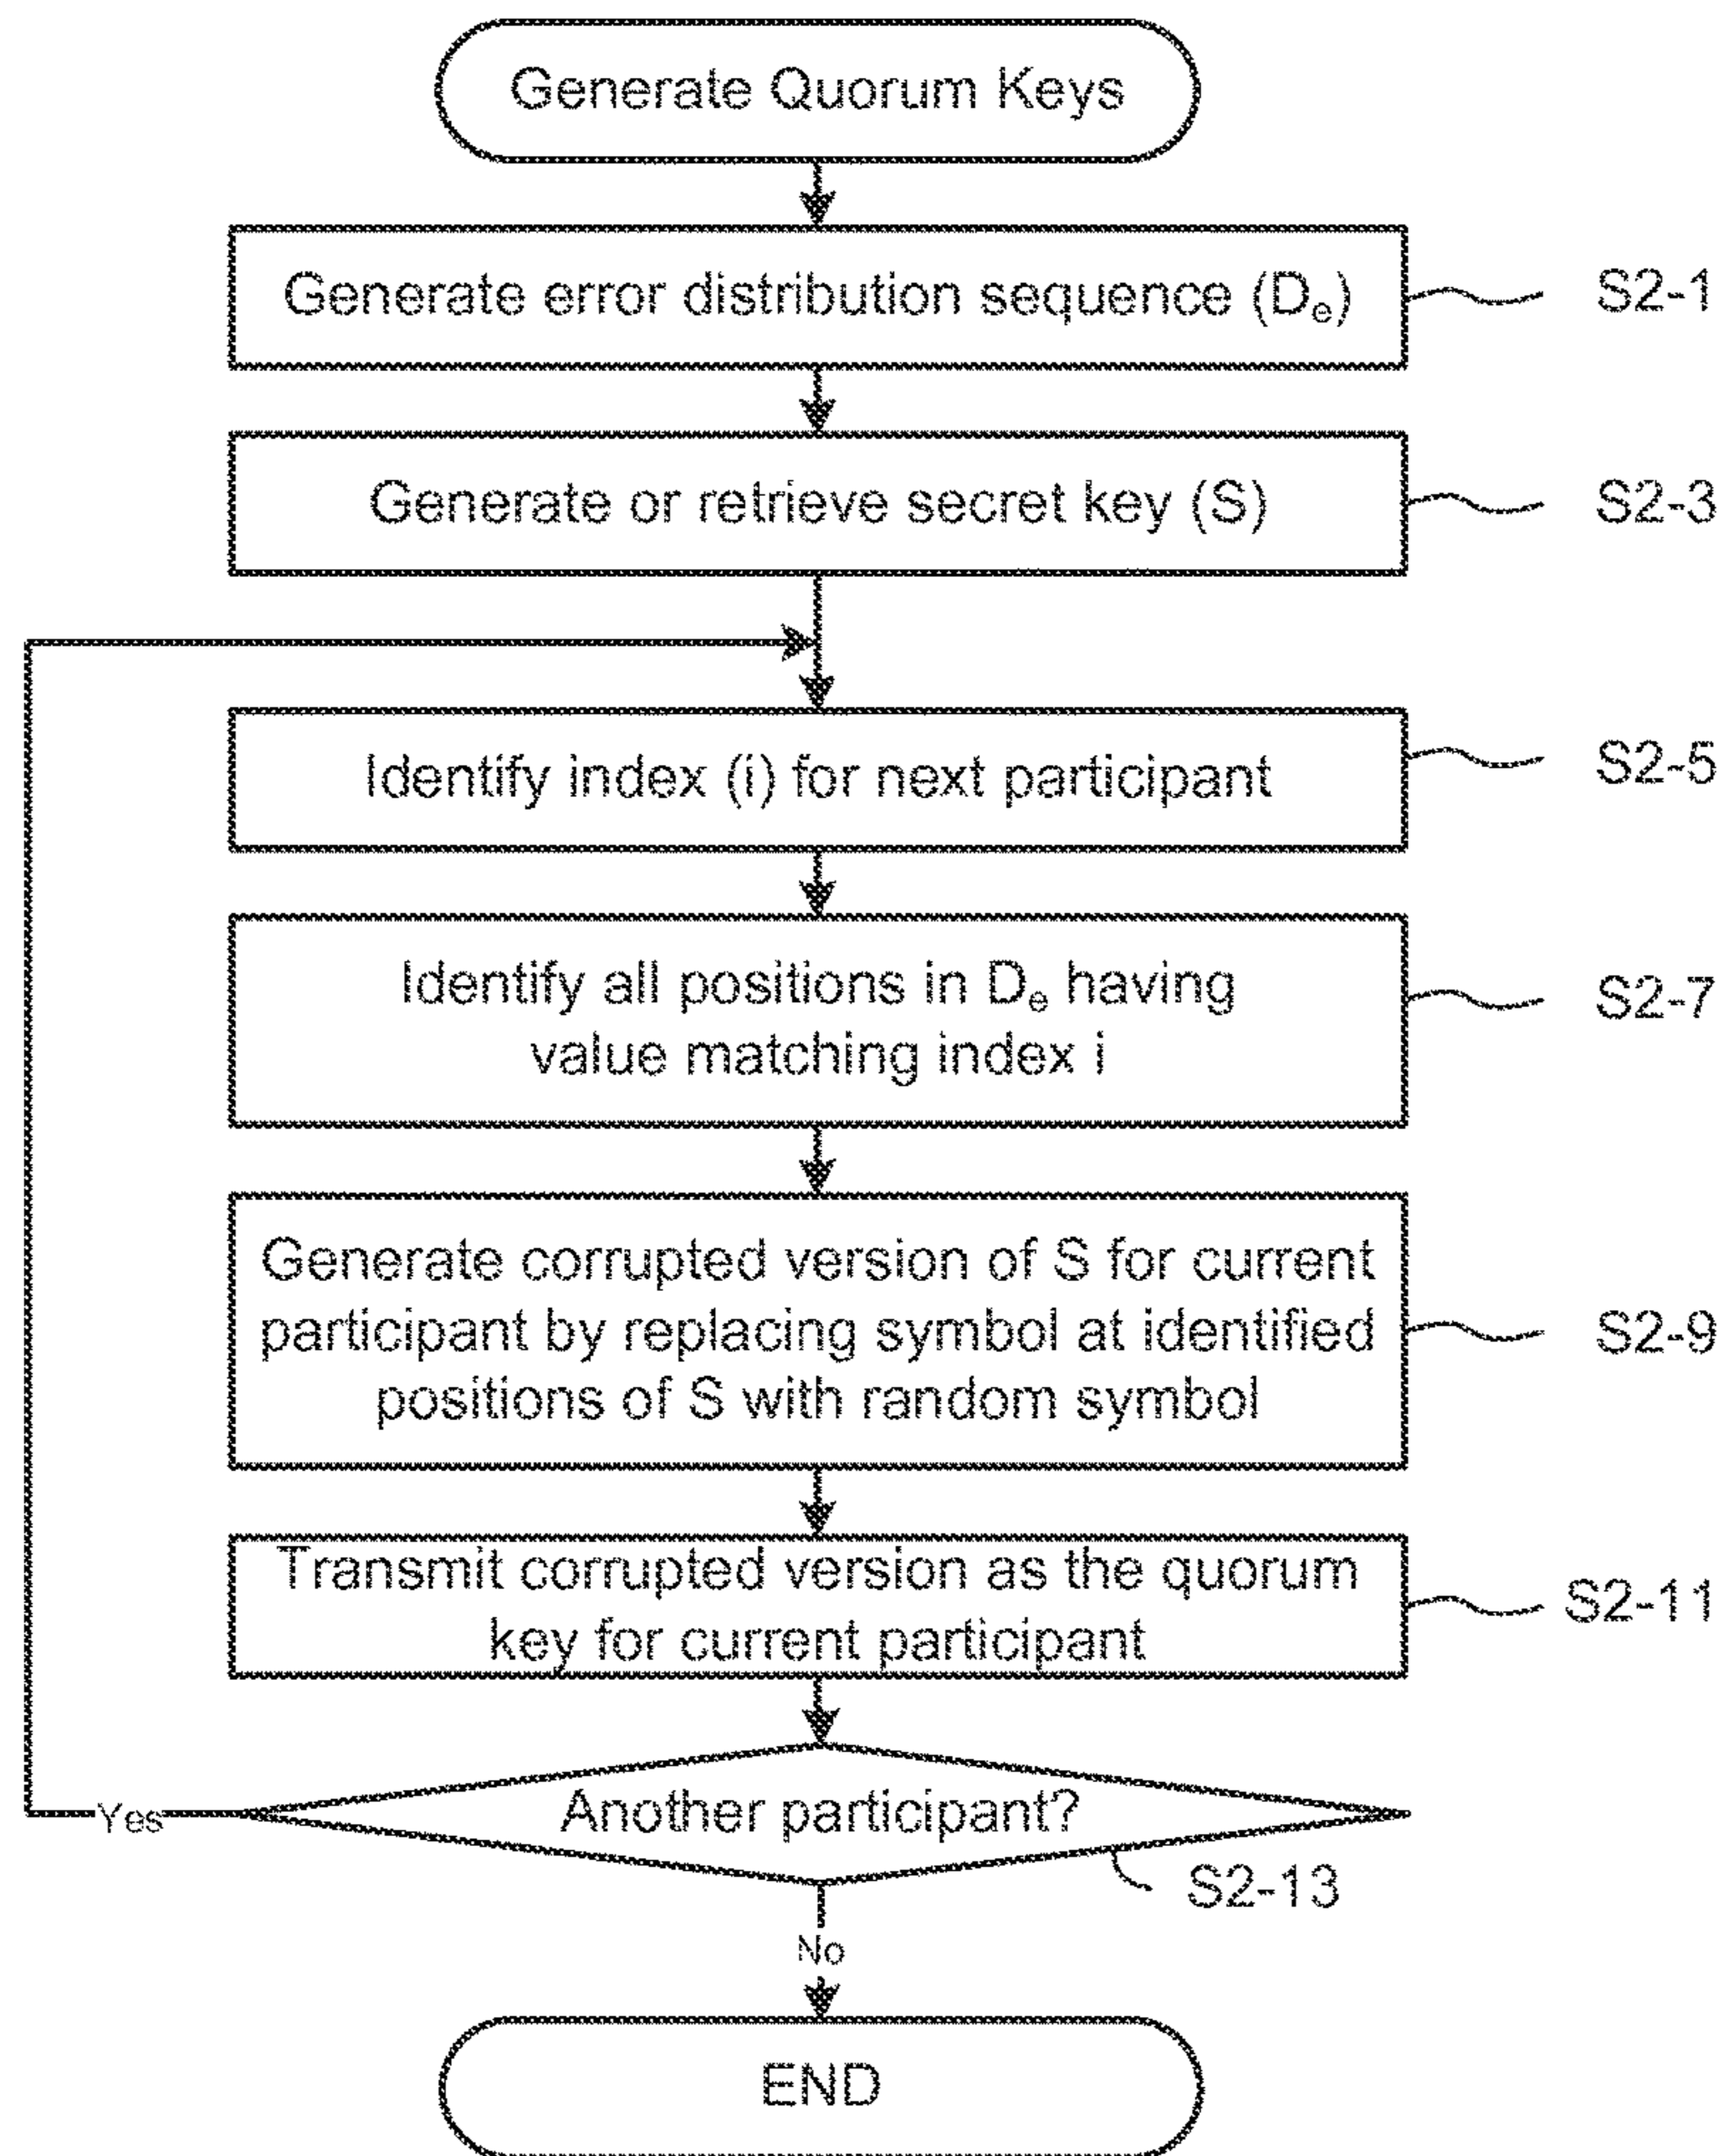 Generate Quorum Keys
Generate error distribution sequence (Dₑ)
S2-1
Generate or retrieve secret key (S)
S2-3
Identify index (i) for next participant
S2-5
Identify all positions in Dₑ having
value matching index i
S2-7
Generate corrupted version of S for current
participant by replacing symbol at identified
positions of S with random symbol
S2-9
Transmit corrupted version as the quorum
key for current participant
S2-11
Another participant?
Yes
S2-13
No
END